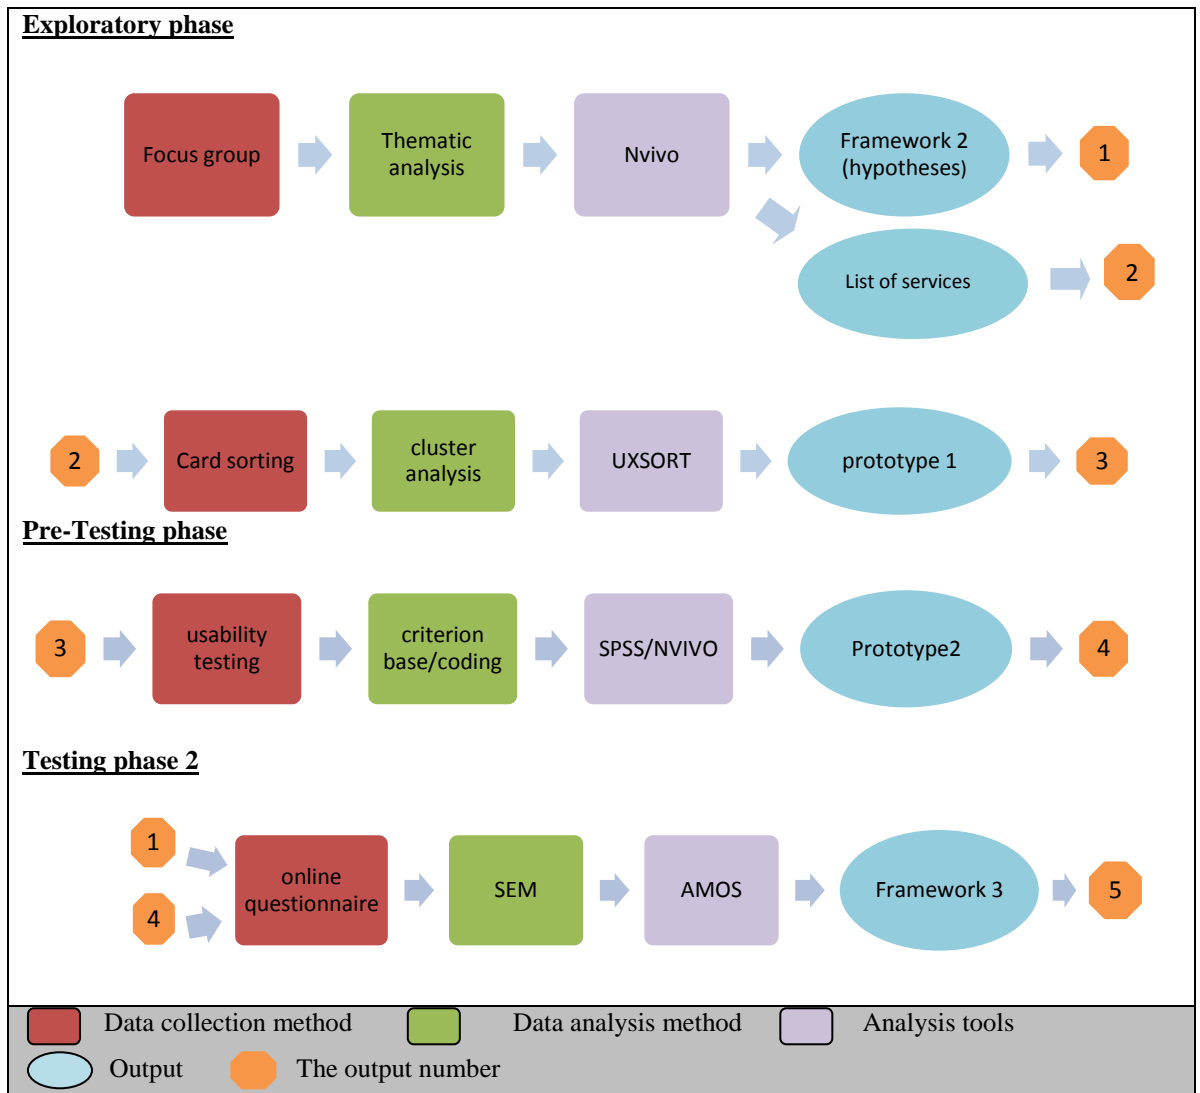 Exploratory phase
Focus group
Thematic
analysis
Nvivo
Framework 2
(hypotheses)
1
List of services
2
2
Card sorting
cluster
analysis
UXSORT
prototype 1
3
Pre-Testing phase
3
usability
testing
criterion
base/coding
SPSS/NVIVO
Prototype2
4
Testing phase 2
1
4
online
questionnaire
SEM
AMOS
Framework 3
5
Data collection method
Data analysis method
Analysis tools
Output
The output number